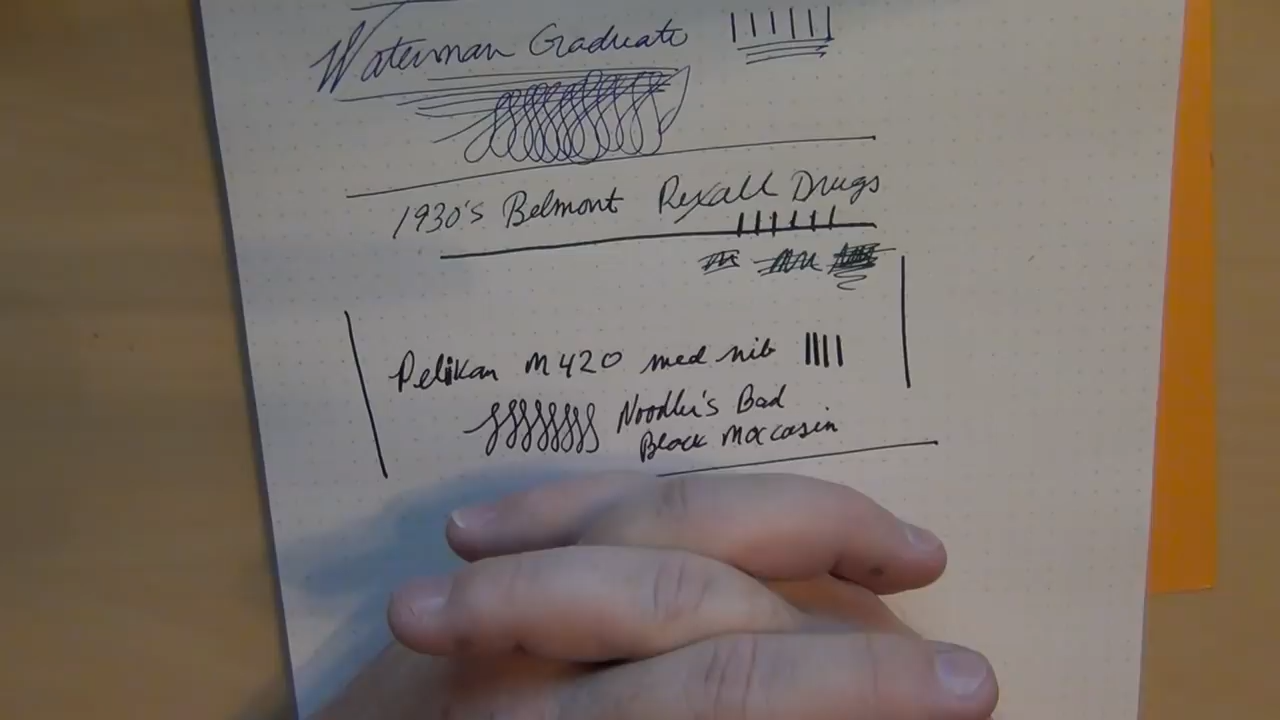 Waterman Graduate
1930's Belmont Rexall Drugs
Pelikan M420 med nib
Noodler's Bad
Black Moccasin